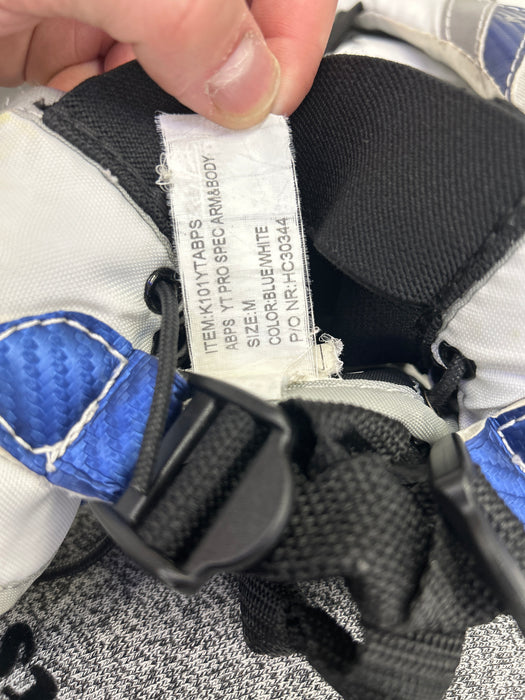 ITEM:K101YTABPS
ABPS YT PRO SPEC ARM&BODY
SIZE:M
COLOR:BLUE/WHITE
P/O NR:HC30344